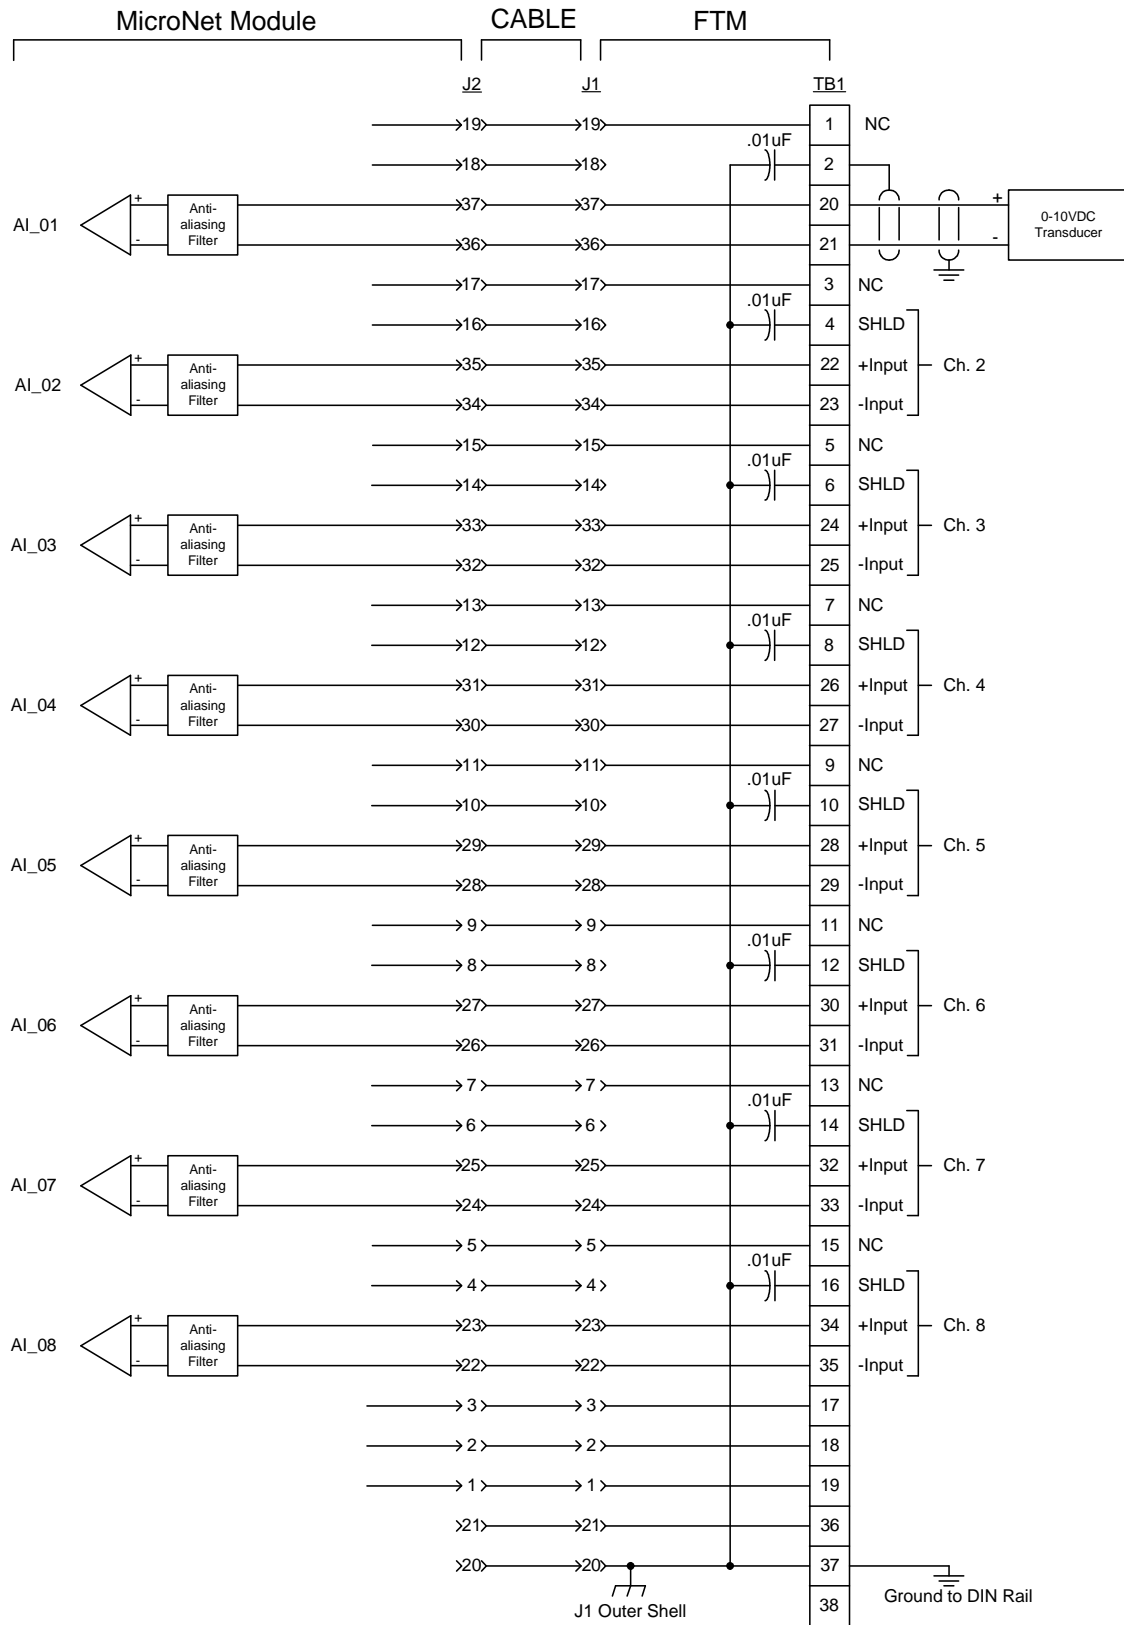 MicroNet Module CABLE FTM
J2 J1 TB1
19 19 1 NC
.01uF
18 18 2
AI_01 + - Anti-aliasing Filter 37 37 20 + 0-10VDC Transducer
36 36 21 -
17 17 3 NC
.01uF
16 16 4 SHLD
AI_02 + - Anti-aliasing Filter 35 35 22 +Input Ch. 2
34 34 23 -Input
15 15 5 NC
.01uF
14 14 6 SHLD
AI_03 + - Anti-aliasing Filter 33 33 24 +Input Ch. 3
32 32 25 -Input
13 13 7 NC
.01uF
12 12 8 SHLD
AI_04 + - Anti-aliasing Filter 31 31 26 +Input Ch. 4
30 30 27 -Input
11 11 9 NC
.01uF
10 10 10 SHLD
AI_05 + - Anti-aliasing Filter 29 29 28 +Input Ch. 5
28 28 29 -Input
9 9 11 NC
.01uF
8 8 12 SHLD
AI_06 + - Anti-aliasing Filter 27 27 30 +Input Ch. 6
26 26 31 -Input
7 7 13 NC
.01uF
6 6 14 SHLD
AI_07 + - Anti-aliasing Filter 25 25 32 +Input Ch. 7
24 24 33 -Input
5 5 15 NC
.01uF
4 4 16 SHLD
AI_08 + - Anti-aliasing Filter 23 23 34 +Input Ch. 8
22 22 35 -Input
3 3 17
2 2 18
1 1 19
21 21 36
20 20 37
J1 Outer Shell 38 Ground to DIN Rail